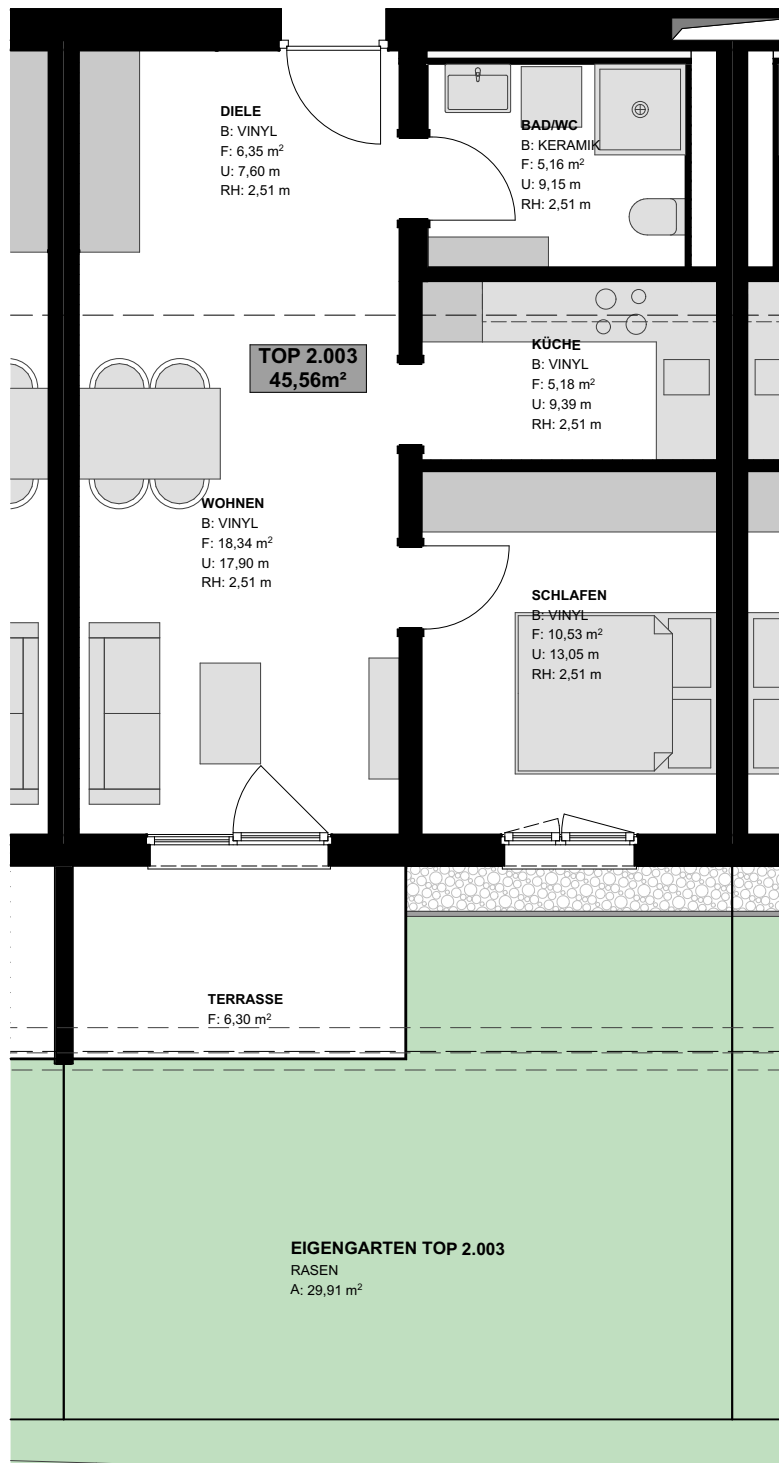 DIELE
B: VINYL
F: 6,35 m²
U: 7,60 m
RH: 2,51 m
BAD/WC
B: KERAMIK
F: 5,16 m²
U: 9,15 m
RH: 2,51 m
TOP 2.003
45,56m²
KÜCHE
B: VINYL
F: 5,18 m²
U: 9,39 m
RH: 2,51 m
WOHNEN
B: VINYL
F: 18,34 m²
U: 17,90 m
RH: 2,51 m
SCHLAFEN
B: VINYL
F: 10,53 m²
U: 13,05 m
RH: 2,51 m
TERRASSE
F: 6,30 m²
EIGENGARTEN TOP 2.003
RASEN
A: 29,91 m²